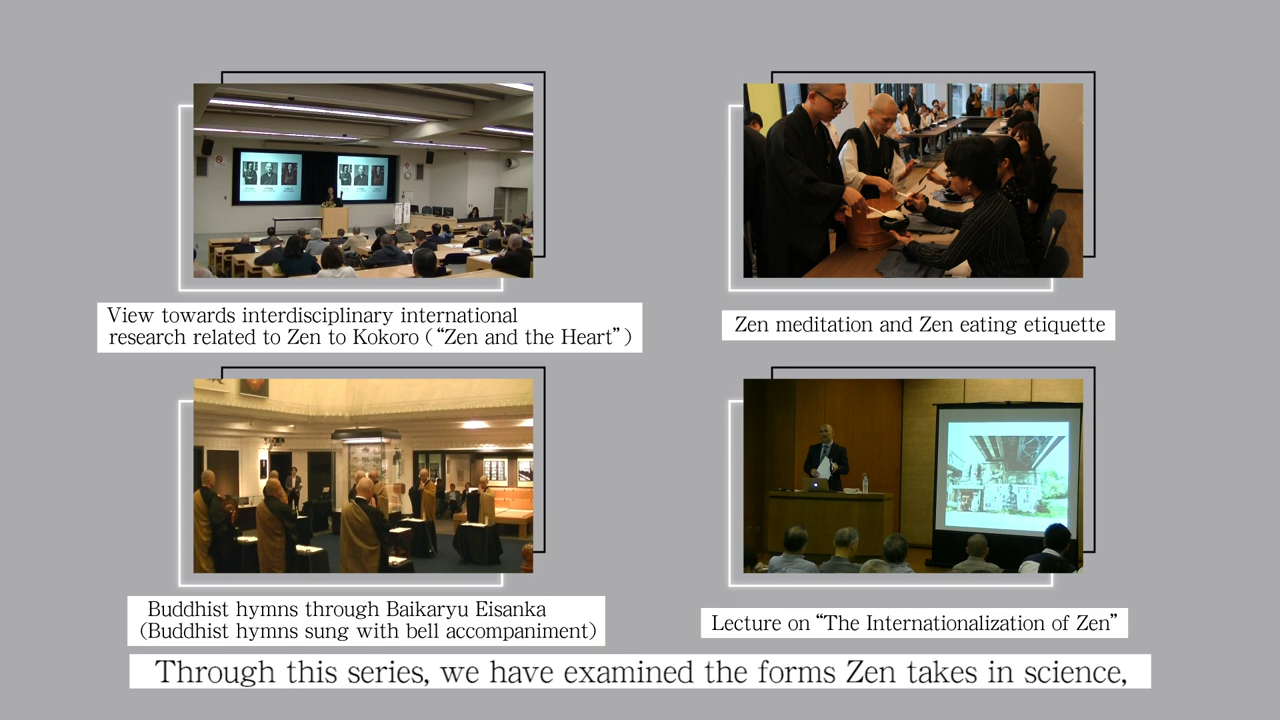 View towards interdisciplinary international
research related to Zen to Kokoro (“Zen and the Heart”)
Zen meditation and Zen eating etiquette
Buddhist hymns through Baikaryu Eisanka
(Buddhist hymns sung with bell accompaniment)
Lecture on “The Internationalization of Zen”
Through this series, we have examined the forms Zen takes in science,